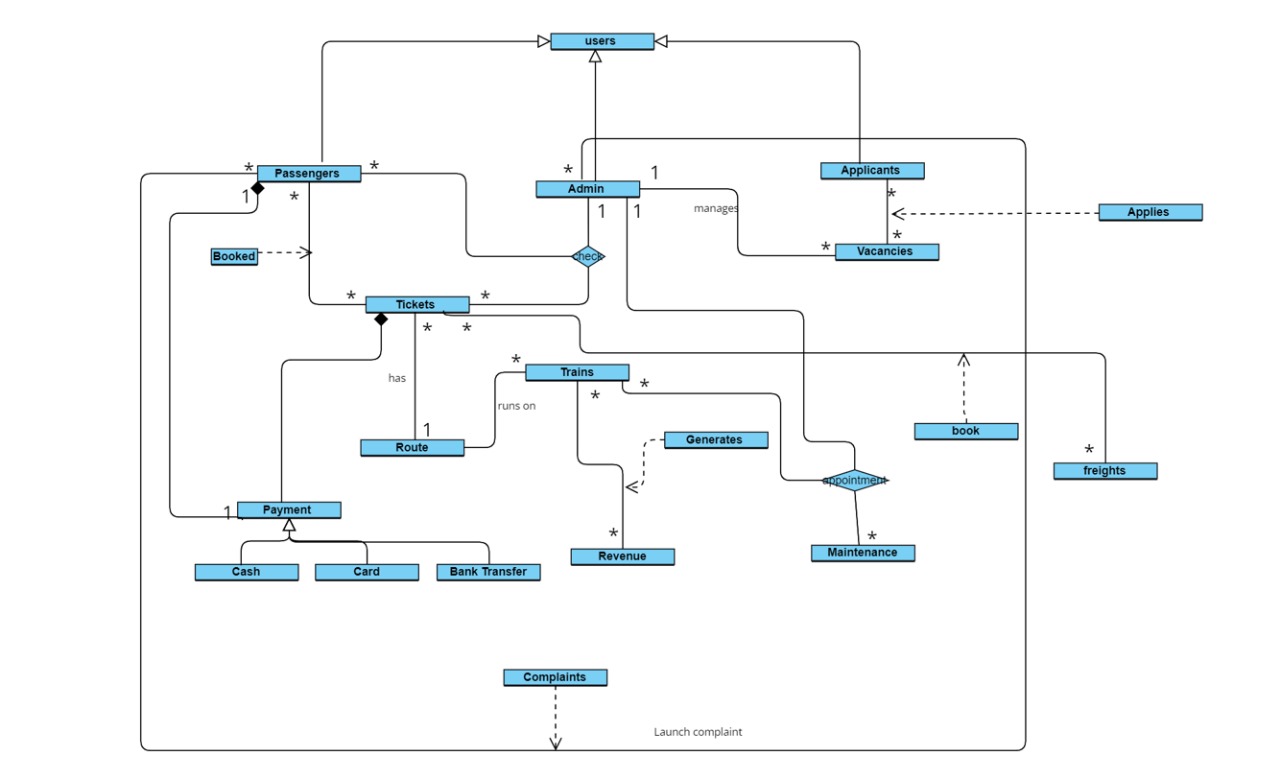 users
* Passengers *
* Admin 1
Applicants
1 *
1 1
manages
*
Applies
Booked
check
*
* Vacancies
* Tickets *
* *
has
* Trains *
*
runs on
1
Route
Generates
book
*
freights
appointment
1 Payment
*
Revenue
*
Maintenance
Cash
Card
Bank Transfer
Complaints
Launch complaint